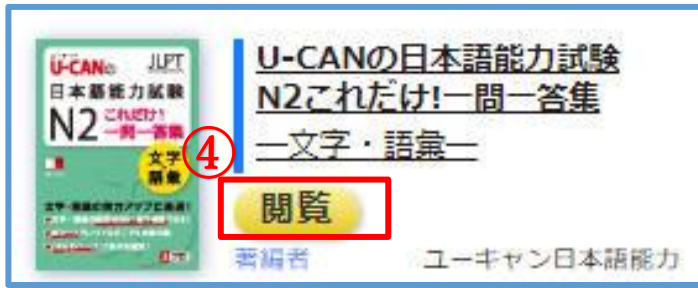 U-CANの JLPT
日本語能力試験
N2 これだけ!
一問一答集
文字
語彙
④
U-CANの日本語能力試験
N2これだけ!一問一答集
―文字・語彙―
閲覧
著編者 ユーキャン日本語能力